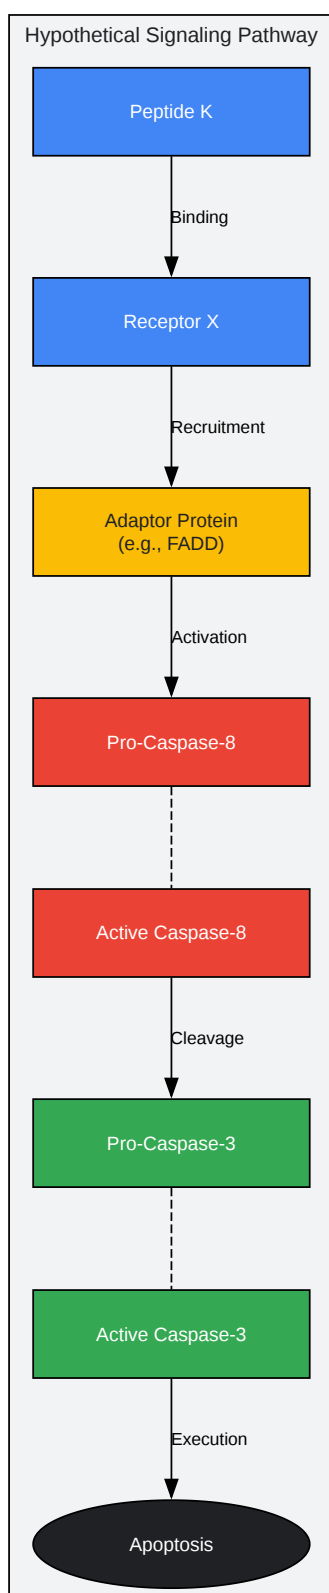 Hypothetical Signaling Pathway
Peptide K
Binding
Receptor X
Recruitment
Adaptor Protein
(e.g., FADD)
Activation
Pro-Caspase-8
Active Caspase-8
Cleavage
Pro-Caspase-3
Active Caspase-3
Execution
Apoptosis